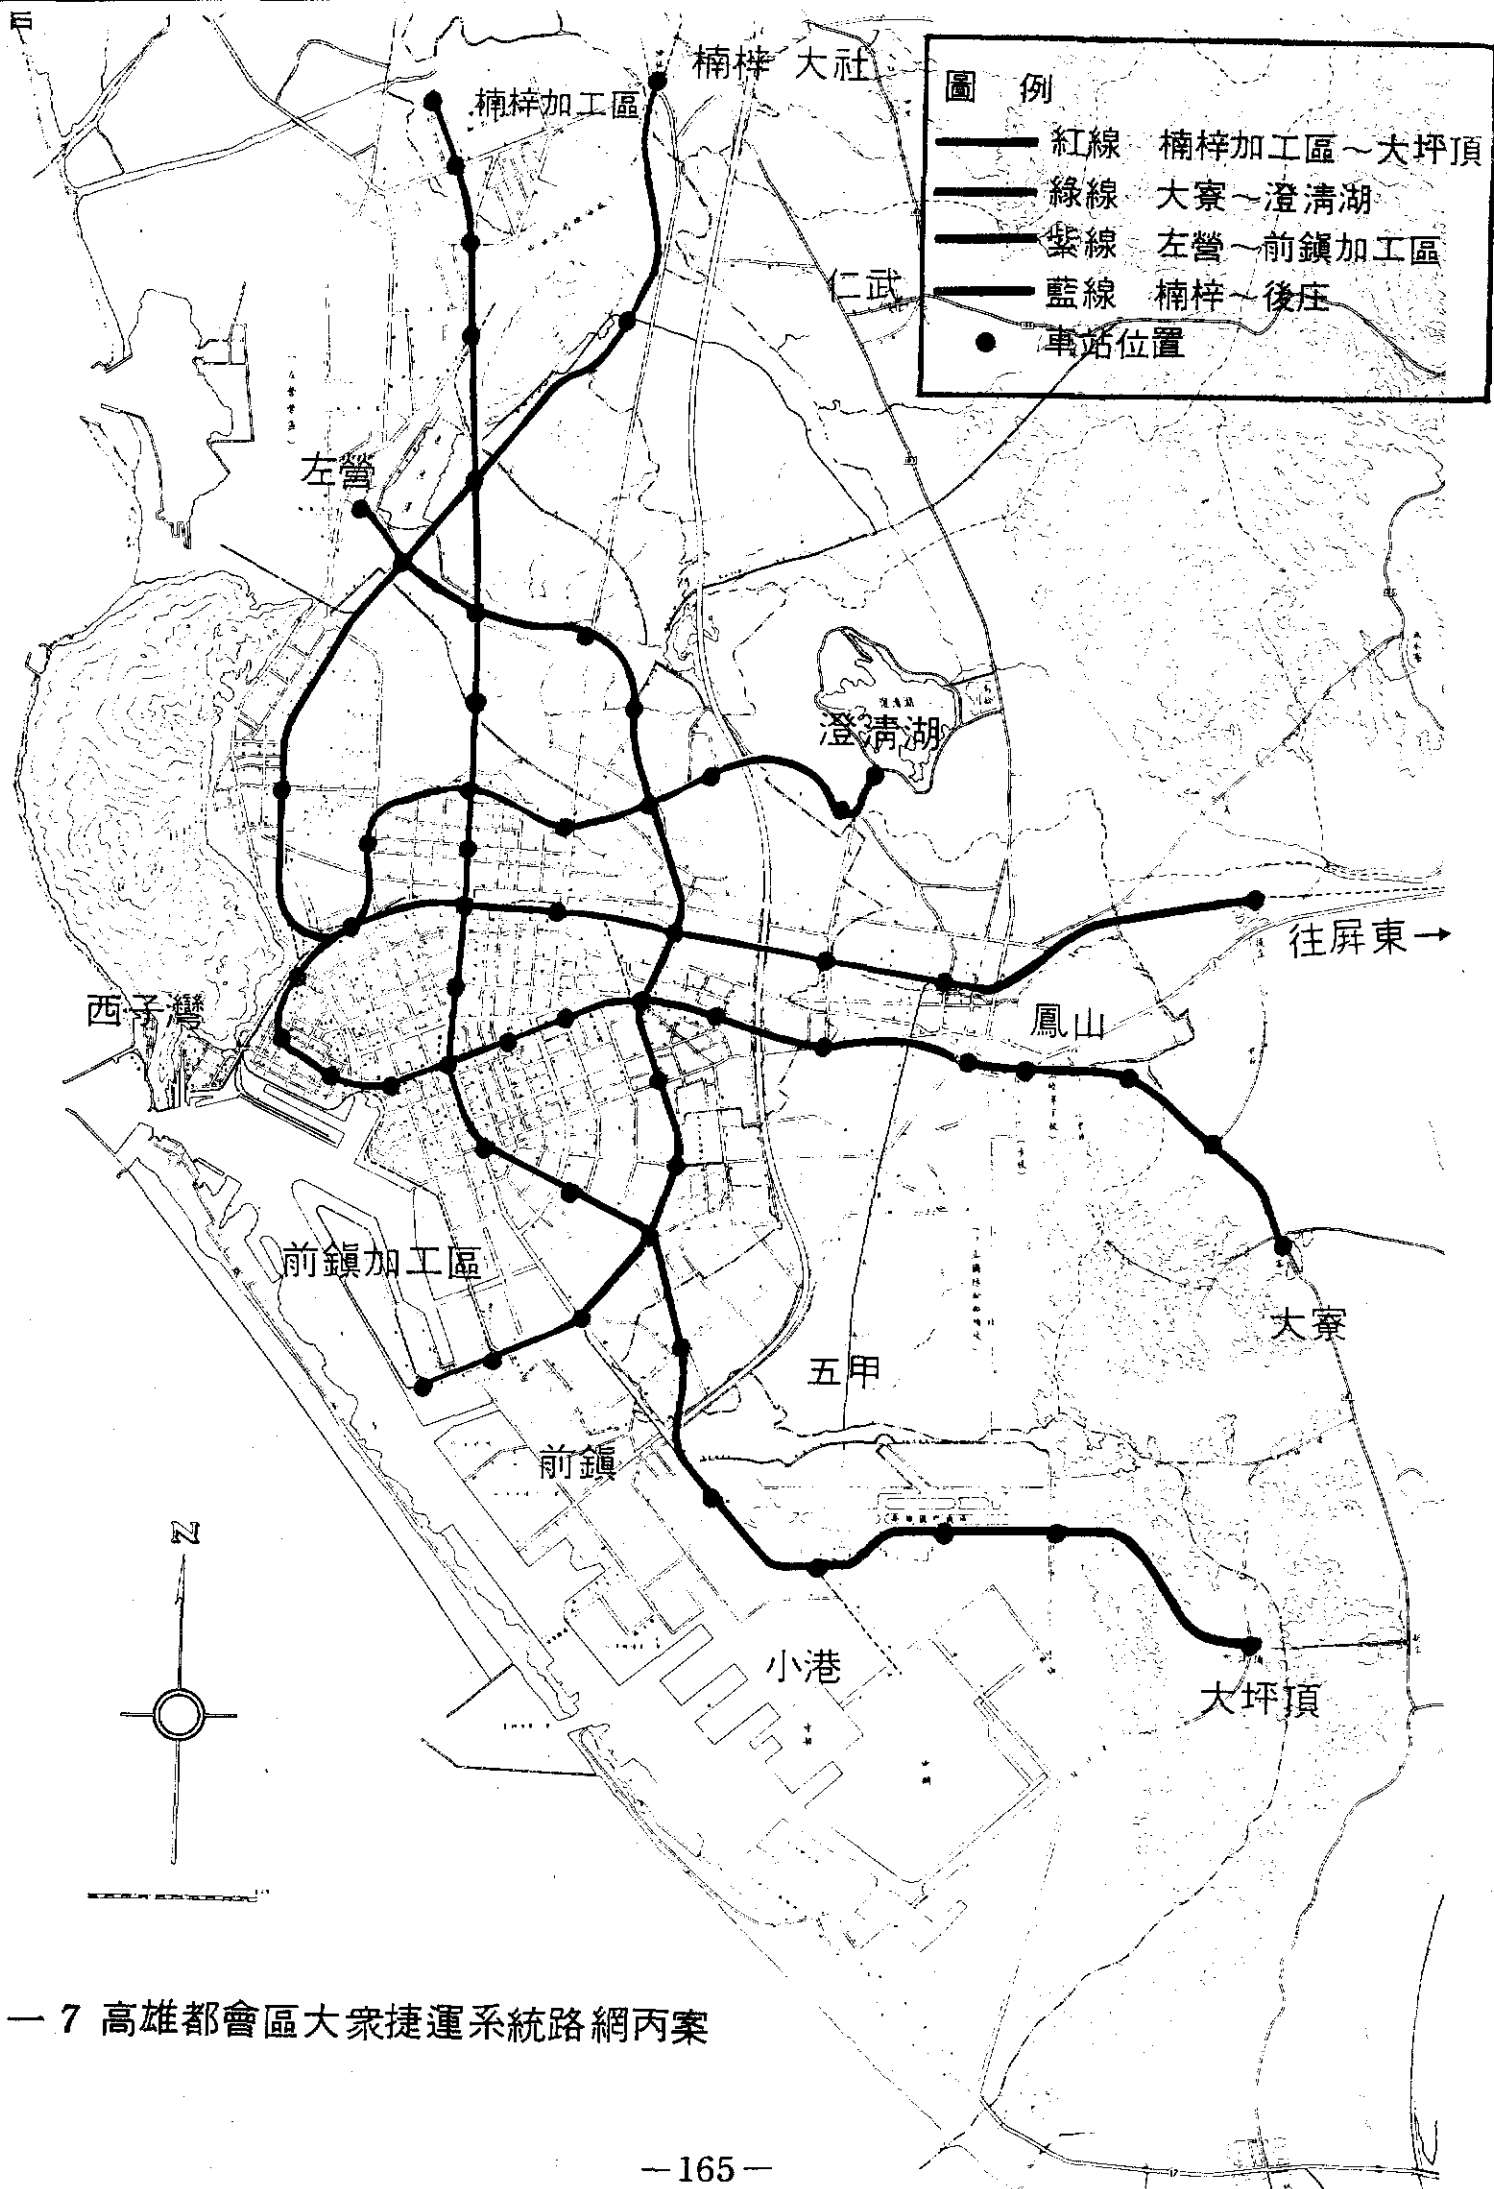 楠梓 大社
楠梓加工區
圖 例
紅線 楠梓加工區～大坪頂
綠線 大寮～澄清湖
紫線 左營～前鎮加工區
藍線 楠梓～後庄
車站位置
仁武
左營
澄清湖
往屏東→
西子灣
鳳山
前鎮加工區
大寮
五甲
前鎮
N
小港
大坪頂
一 7 高雄都會區大衆捷運系統路網丙案
－165－